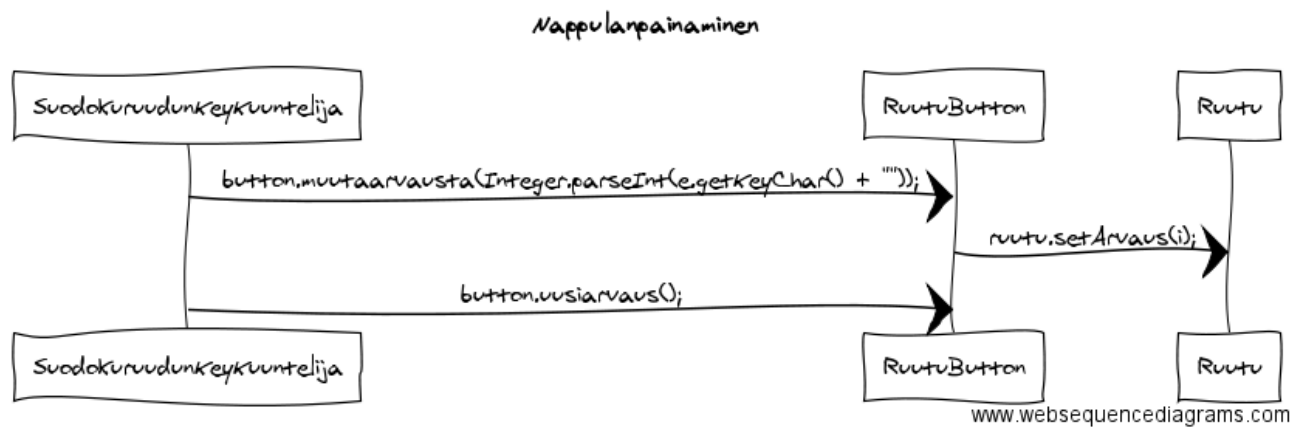 Nappulanpainaminen
SuodokuruudunKeyKuuntelija
RuutuButton
Ruutu
button.muutaarvausta(Integer.parseInt(e.getKeyChar() + ""));
ruutu.setArvaus(i);
button.uusiarvaus();
SuodokuruudunKeyKuuntelija
RuutuButton
Ruutu
www.websequencediagrams.com